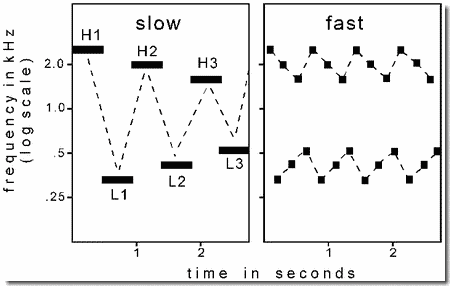 slow
fast
H1
H2
H3
L1
L2
L3
frequency in kHz
(log scale)
2.0
1.0
.5
.25
1
2
1
2
time in seconds